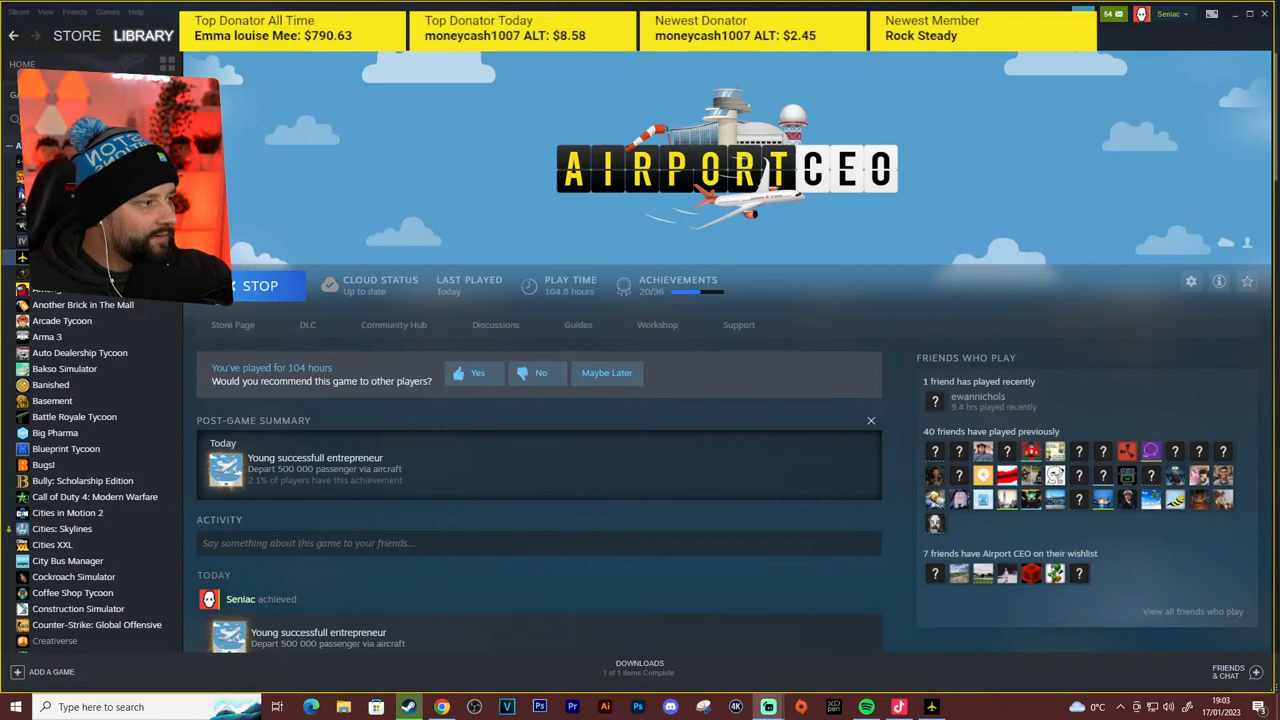 Steam View Friends Games Help
Top Donator All Time
Emma louise Mee: $790.63
Top Donator Today
moneycash1007 ALT: $8.58
Newest Donator
moneycash1007 ALT: $2.45
Newest Member
Rock Steady
64
Seniac
STORE LIBRARY
HOME
AIRPORTCEO
STOP
CLOUD STATUS
Up to date
LAST PLAYED
Today
PLAY TIME
104.8 hours
ACHIEVEMENTS
20/36
Store Page DLC Community Hub Discussions Guides Workshop Support
Another Brick in The Mall
Arcade Tycoon
Arma 3
Auto Dealership Tycoon
Bakso Simulator
Banished
Basement
Battle Royale Tycoon
Big Pharma
Blueprint Tycoon
Bugs!
Bully: Scholarship Edition
Call of Duty 4: Modern Warfare
Cities in Motion 2
Cities: Skylines
Cities XXL
City Bus Manager
Cockroach Simulator
Coffee Shop Tycoon
Construction Simulator
Counter-Strike: Global Offensive
Creativerse
You've played for 104 hours
Would you recommend this game to other players?
Yes No Maybe Later
POST-GAME SUMMARY
Today
Young successfull entrepreneur
Depart 500 000 passenger via aircraft
2.1% of players have this achievement
ACTIVITY
Say something about this game to your friends...
TODAY
Seniac achieved
Young successfull entrepreneur
Depart 500 000 passenger via aircraft
FRIENDS WHO PLAY
1 friend has played recently
ewannichols
9.4 hrs played recently
40 friends have played previously
7 friends have Airport CEO on their wishlist
View all friends who play
ADD A GAME
DOWNLOADS
1 of 1 Items Complete
FRIENDS
& CHAT
Type here to search
0°C
19:03
17/01/2023